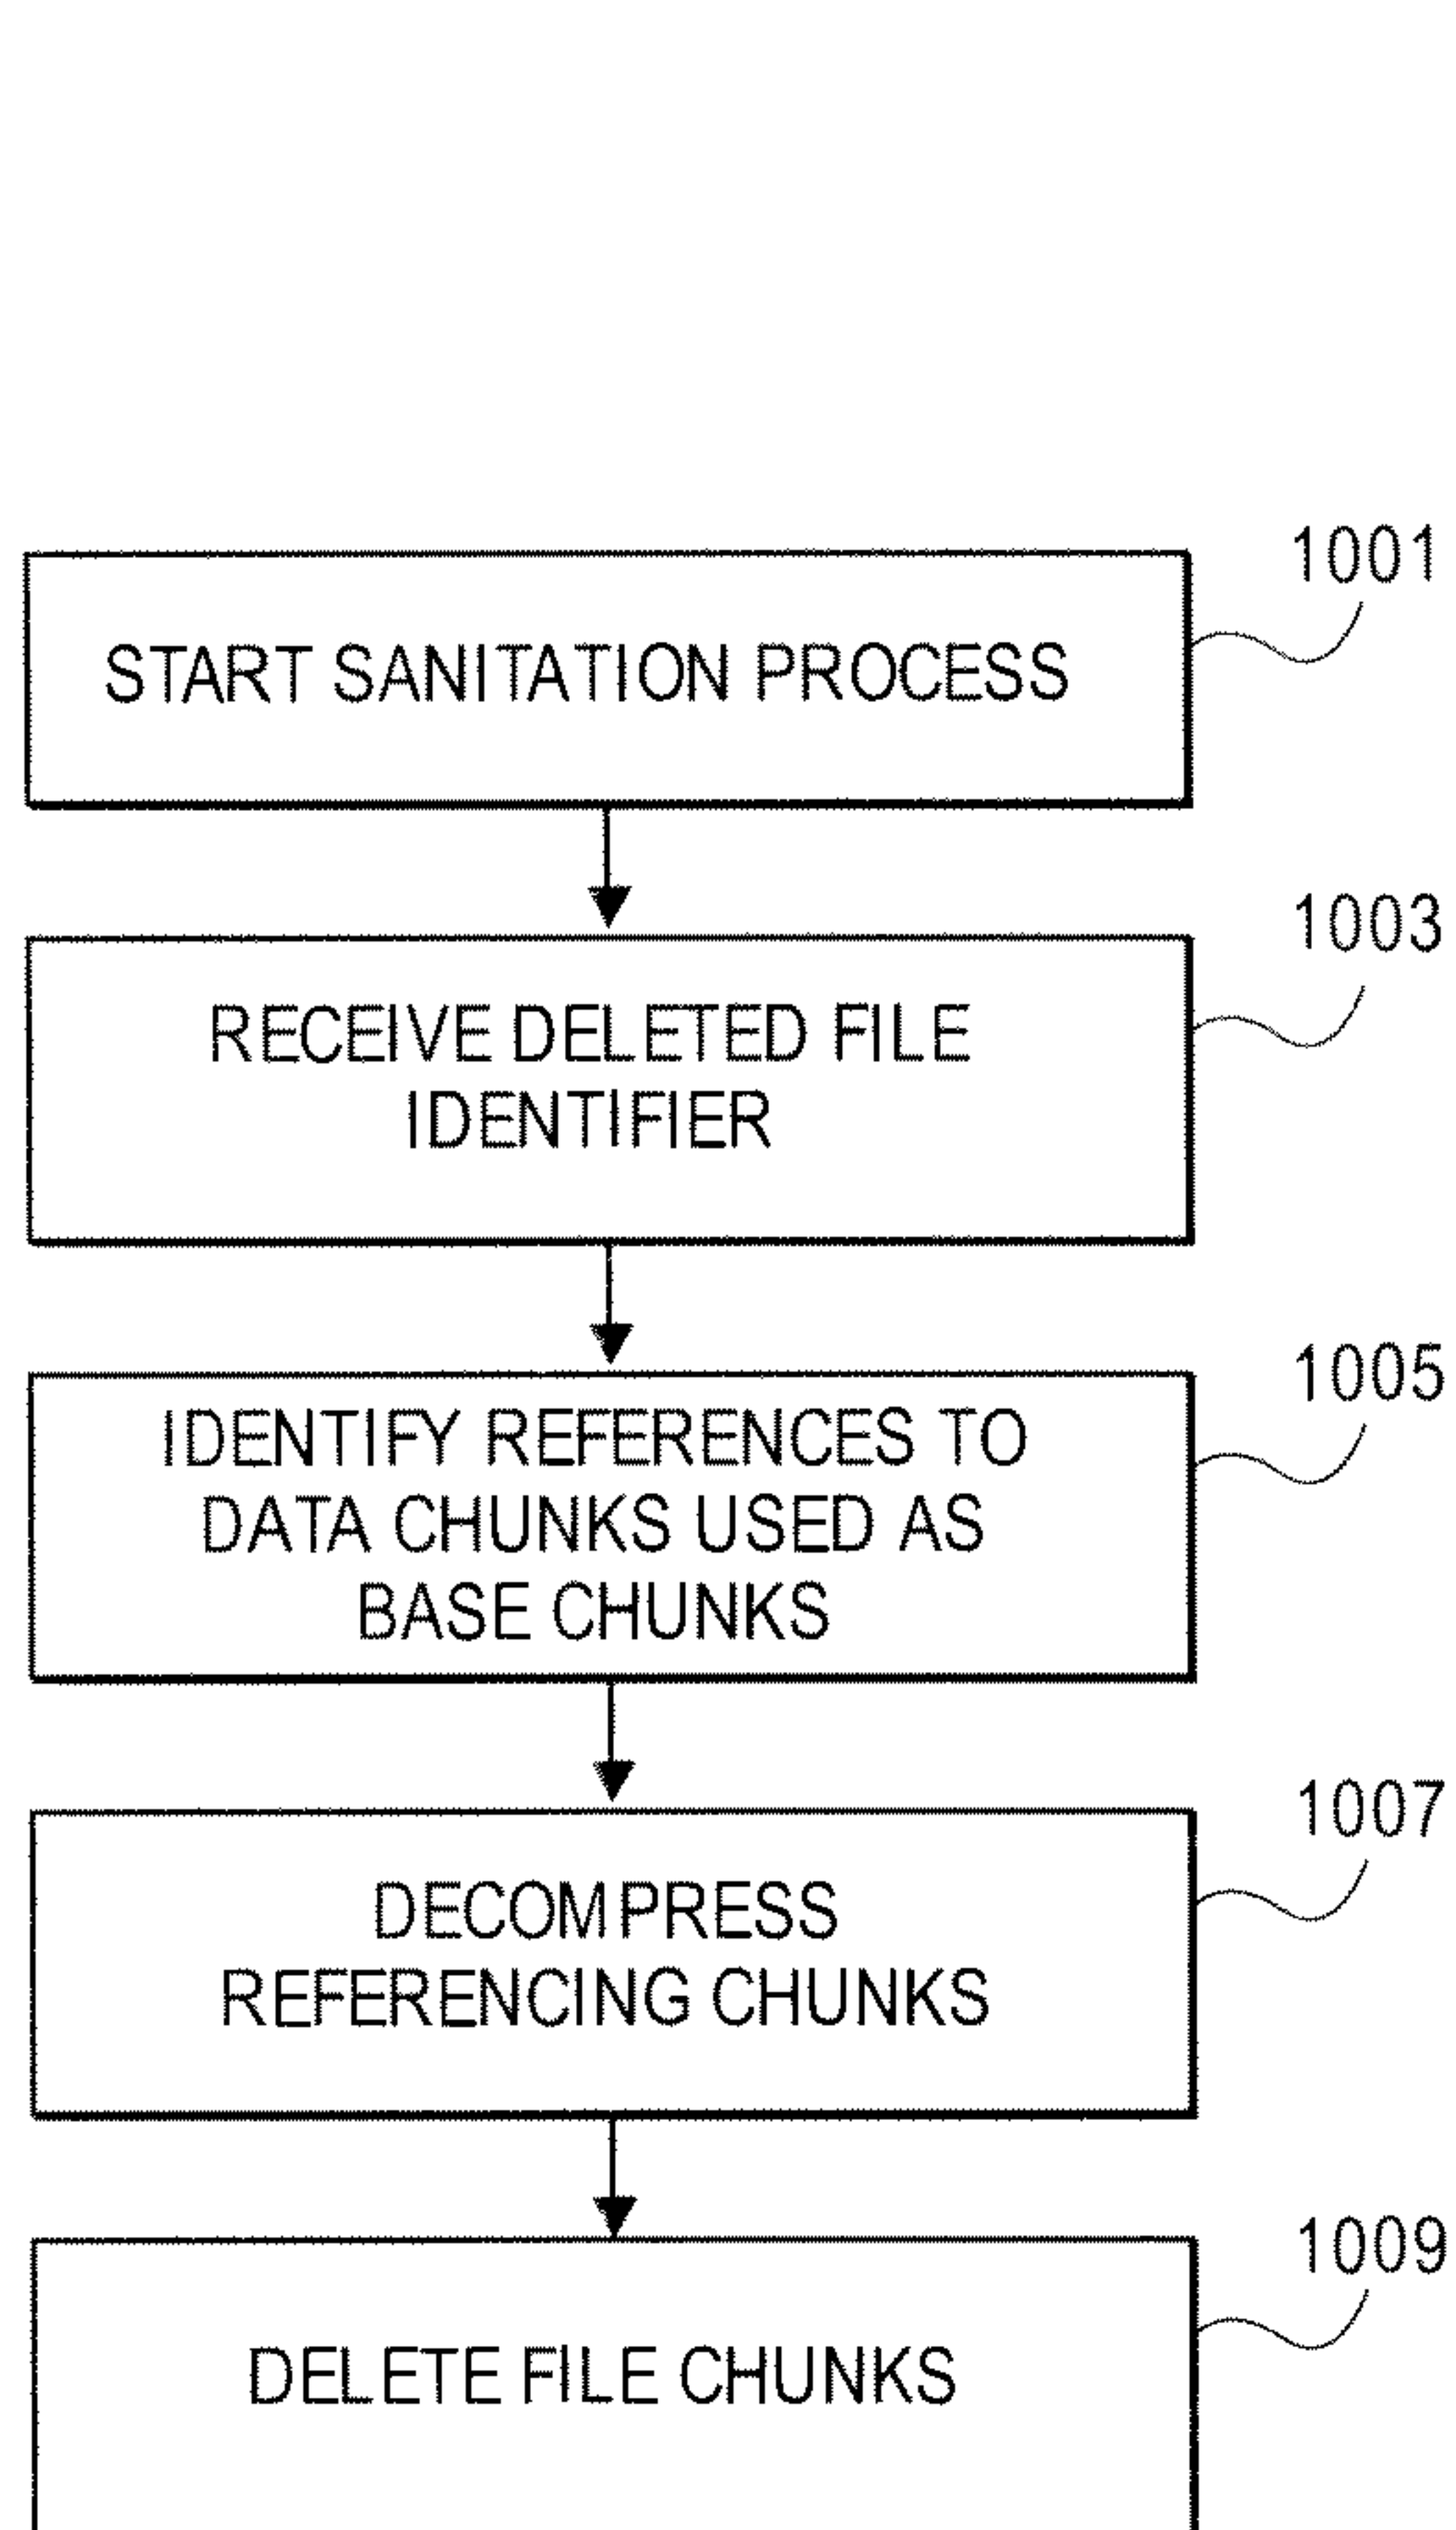 1001
START SANITATION PROCESS
1003
RECEIVE DELETED FILE
IDENTIFIER
1005
IDENTIFY REFERENCES TO
DATA CHUNKS USED AS
BASE CHUNKS
1007
DECOMPRESS
REFERENCING CHUNKS
1009
DELETE FILE CHUNKS